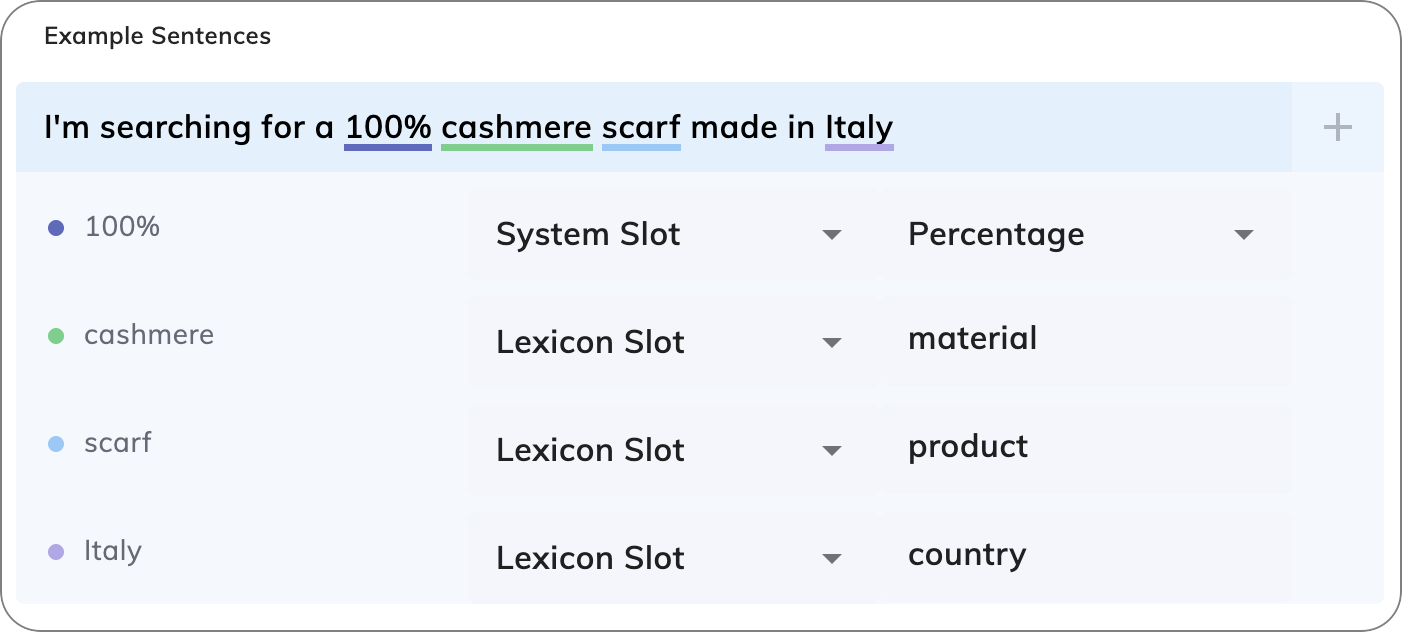 Example Sentences
I'm searching for a 100% cashmere scarf made in Italy +
100% System Slot Percentage
cashmere Lexicon Slot material
scarf Lexicon Slot product
Italy Lexicon Slot country